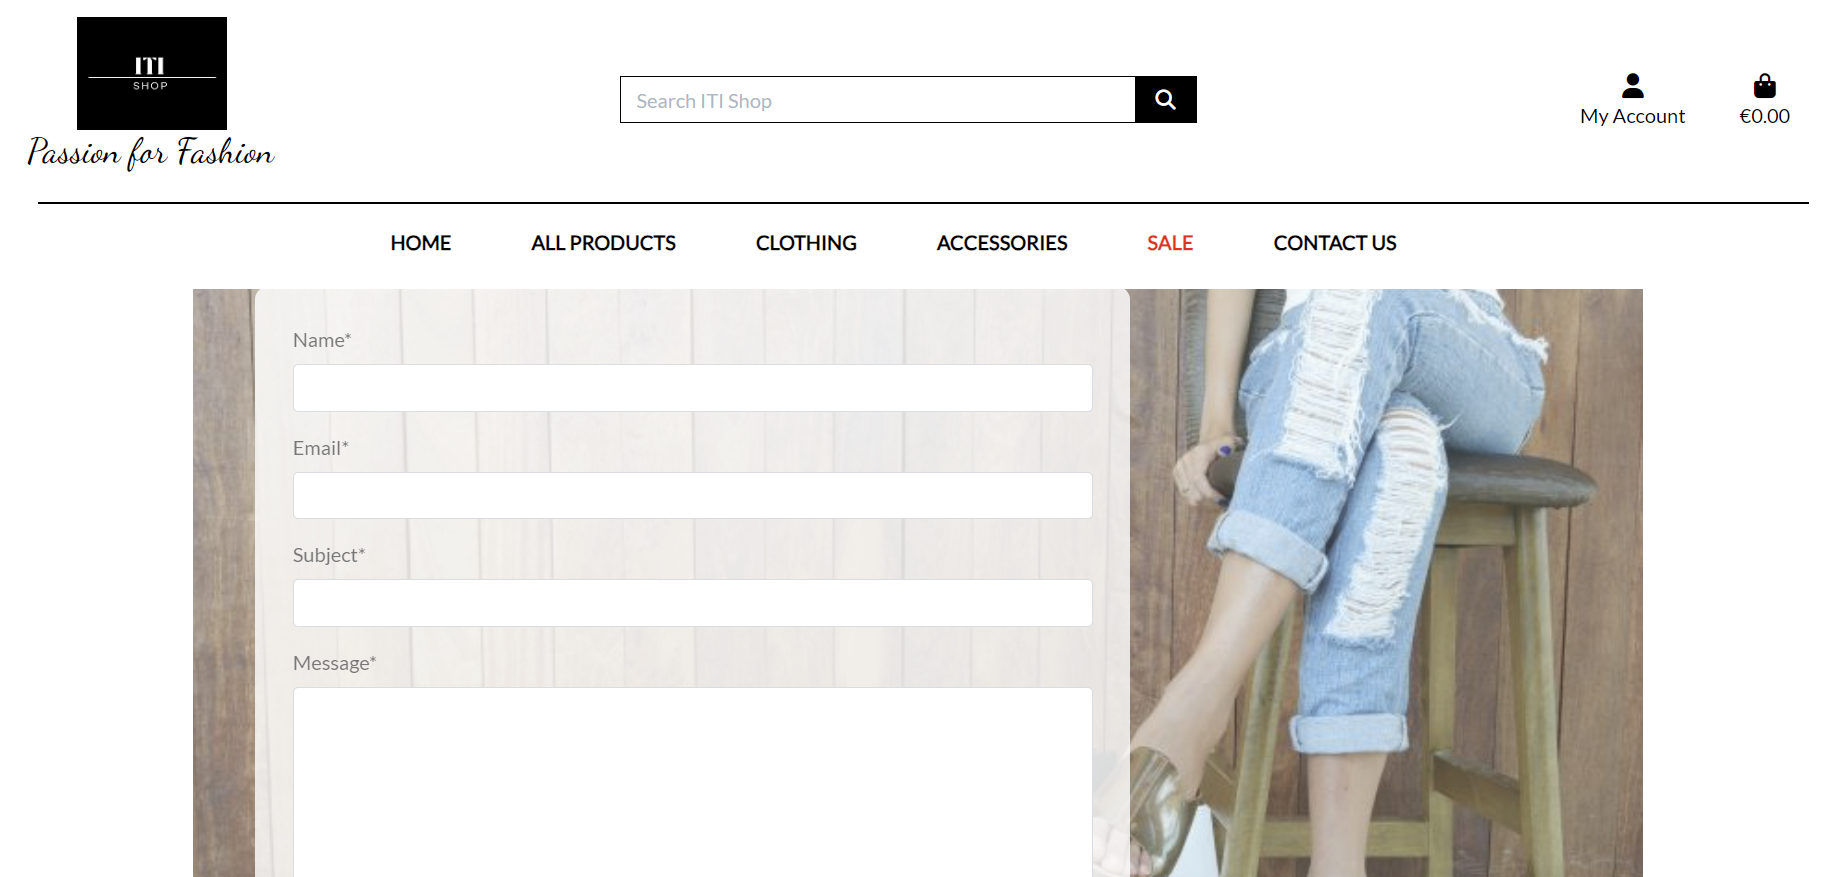 ITI
SHOP
Passion for Fashion
Search ITI Shop
My Account
€0.00
HOME
ALL PRODUCTS
CLOTHING
ACCESSORIES
SALE
CONTACT US
Name*
Email*
Subject*
Message*